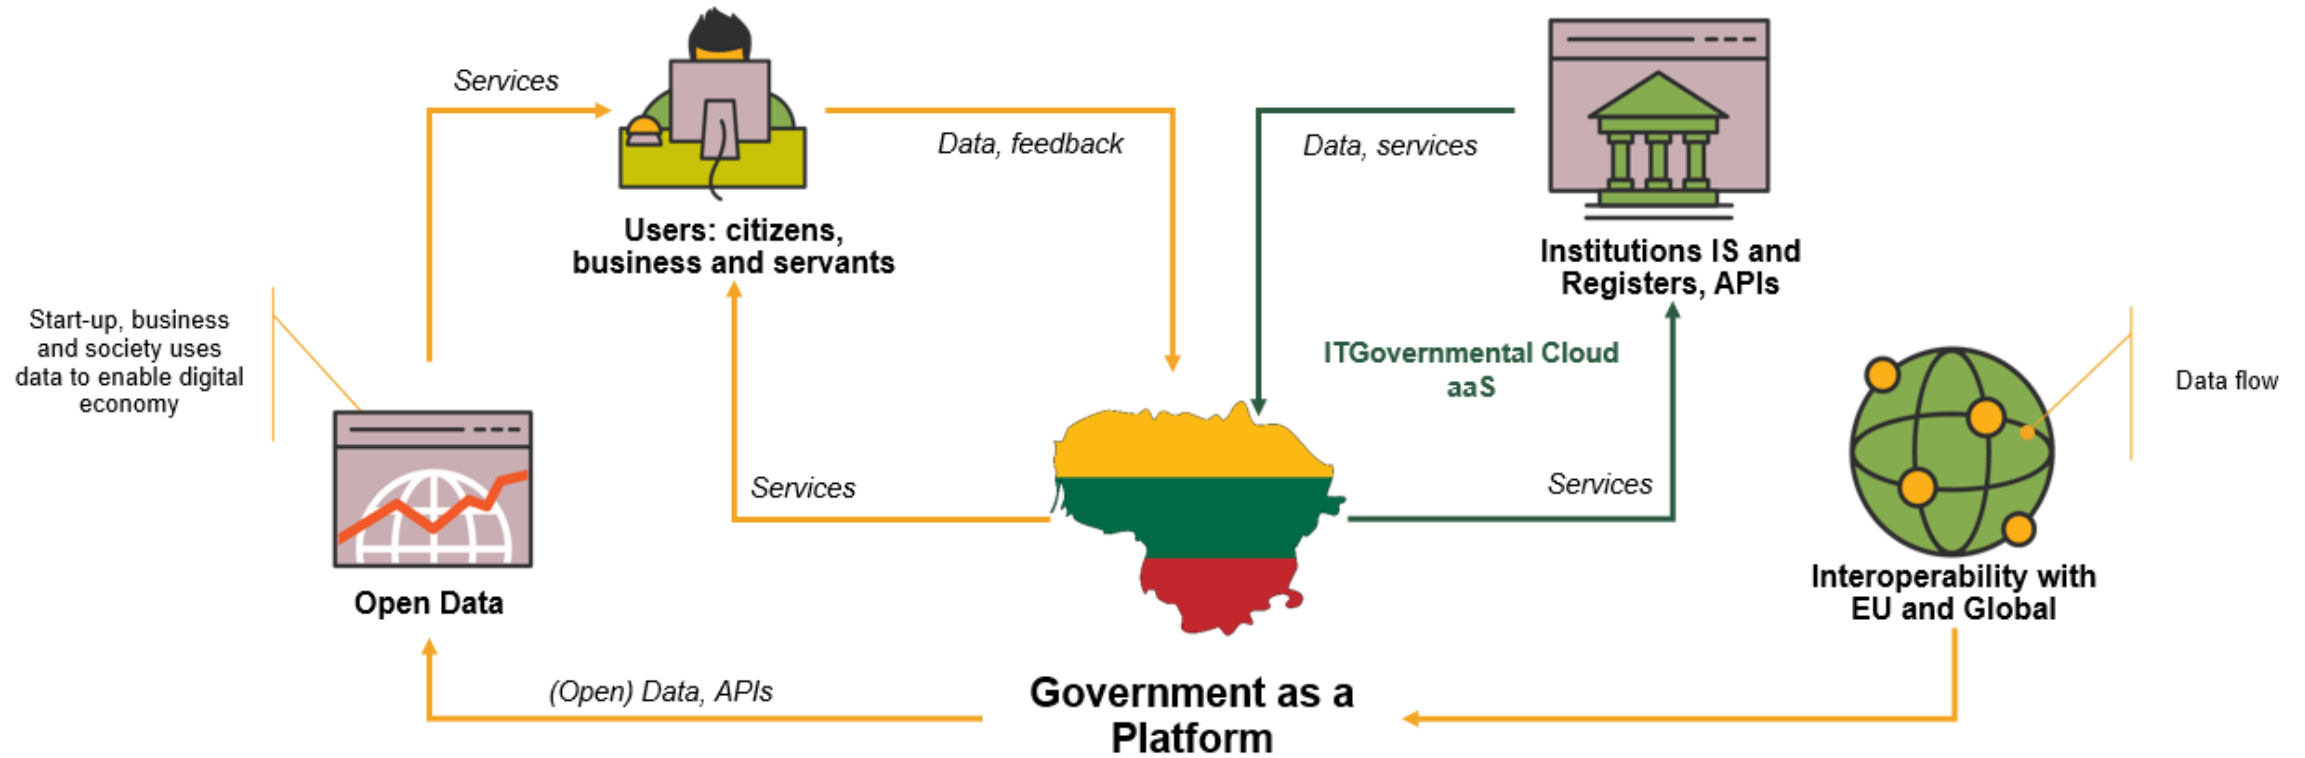 Services
Data, feedback
Data, services
Users: citizens,
business and servants
Institutions IS and
Registers, APIs
Start-up, business
and society uses
data to enable digital
economy
ITGovernmental Cloud
aaS
Data flow
Services
Services
Open Data
Interoperability with
EU and Global
(Open) Data, APIs
Government as a
Platform